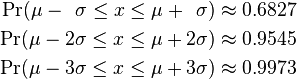 Pr(μ − σ ≤ x ≤ μ + σ) ≈ 0.6827
Pr(μ − 2σ ≤ x ≤ μ + 2σ) ≈ 0.9545
Pr(μ − 3σ ≤ x ≤ μ + 3σ) ≈ 0.9973